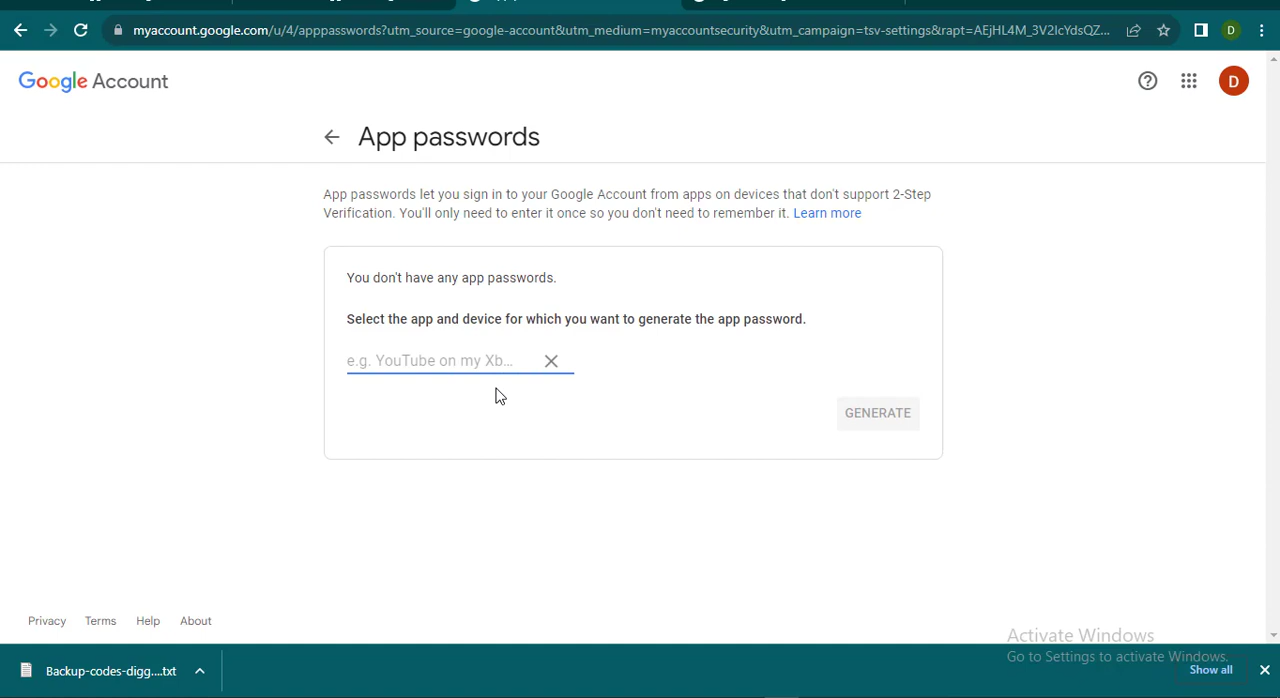 myaccount.google.com/u/4/apppasswords?utm_source=google-account&utm_medium=myaccountsecurity&utm_campaign=tsv-settings&rapt=AEjHL4M_3V2IcYdsQZ...
D
Google Account
D
App passwords
App passwords let you sign in to your Google Account from apps on devices that don't support 2-Step
Verification. You'll only need to enter it once so you don't need to remember it. Learn more
You don't have any app passwords.
Select the app and device for which you want to generate the app password.
e.g. YouTube on my Xb...
GENERATE
Privacy Terms Help About
Activate Windows
Go to Settings to activate Windows.
Backup-codes-digg....txt
Show all